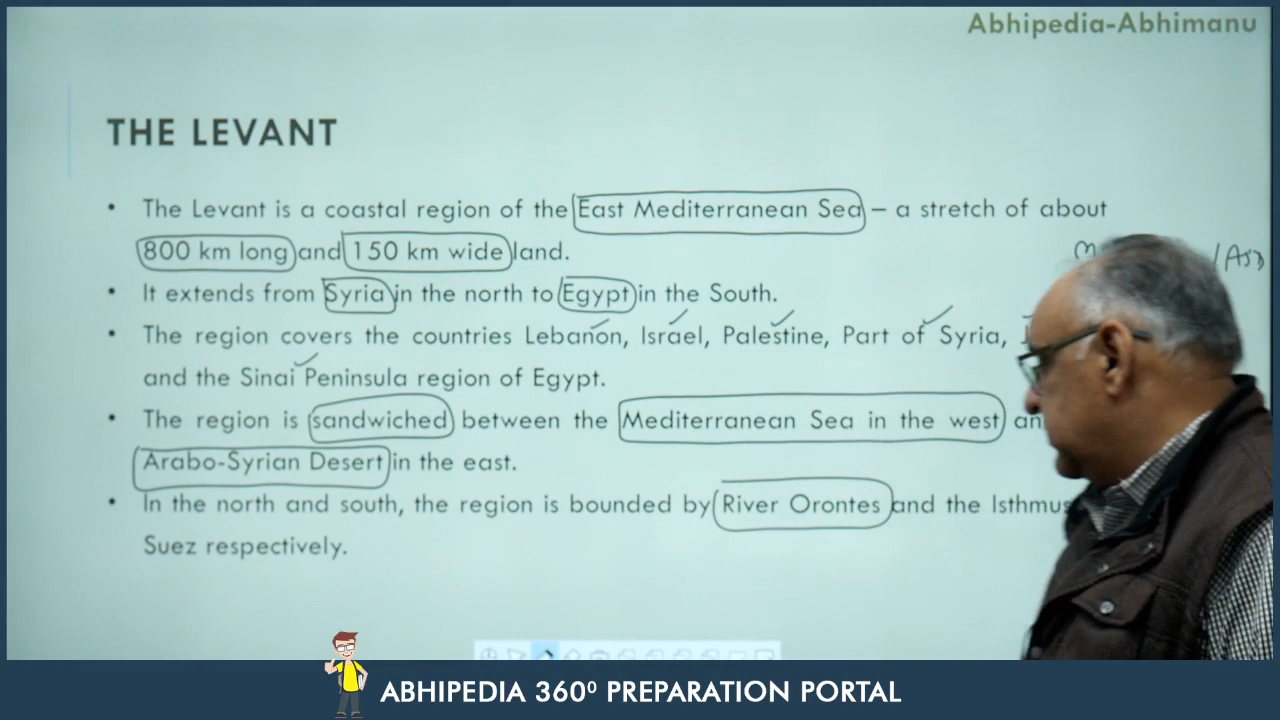 Abhipedia-Abhimanu
THE LEVANT
• The Levant is a coastal region of the East Mediterranean Sea – a stretch of about
800 km long and 150 km wide land.
• It extends from Syria in the north to Egypt in the South.
• The region covers the countries Lebanon, Israel, Palestine, Part of Syria,
and the Sinai Peninsula region of Egypt.
• The region is sandwiched between the Mediterranean Sea in the west
Arabo-Syrian Desert in the east.
• In the north and south, the region is bounded by River Orontes and the Isthmus
Suez respectively.
ABHIPEDIA 360⁰ PREPARATION PORTAL